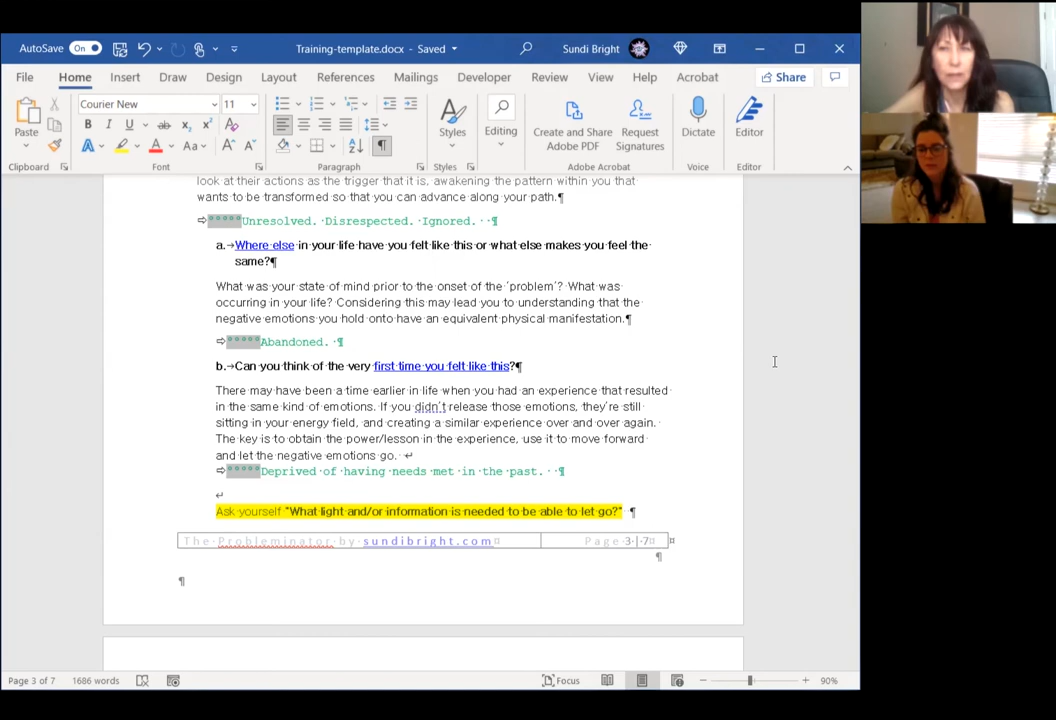 AutoSave On Training-template.docx - Saved Sundi Bright
File Home Insert Draw Design Layout References Mailings Developer Review View Help Acrobat Share
Courier New 11
Paste B I U ab x₂ x² A A Aa A A Styles Editing Create and Share Adobe PDF Request Signatures Dictate Editor
Clipboard Font Paragraph Styles Adobe Acrobat Voice Editor
look at their actions as the trigger that it is, awakening the pattern within you that
wants to be transformed so that you can advance along your path.
Unresolved. Disrespected. Ignored.
a. Where else in your life have you felt like this or what else makes you feel the
same?
What was your state of mind prior to the onset of the 'problem'? What was
occurring in your life? Considering this may lead you to understanding that the
negative emotions you hold onto have an equivalent physical manifestation.
Abandoned.
b. Can you think of the very first time you felt like this?
There may have been a time earlier in life when you had an experience that resulted
in the same kind of emotions. If you didn't release those emotions, they're still
sitting in your energy field, and creating a similar experience over and over again.
The key is to obtain the power/lesson in the experience, use it to move forward
and let the negative emotions go.
Deprived of having needs met in the past.
Ask yourself "What light and/or information is needed to be able to let go?"
The Probleminator by sundibright.com Page 3 | 7
Page 3 of 7 1686 words Focus 90%